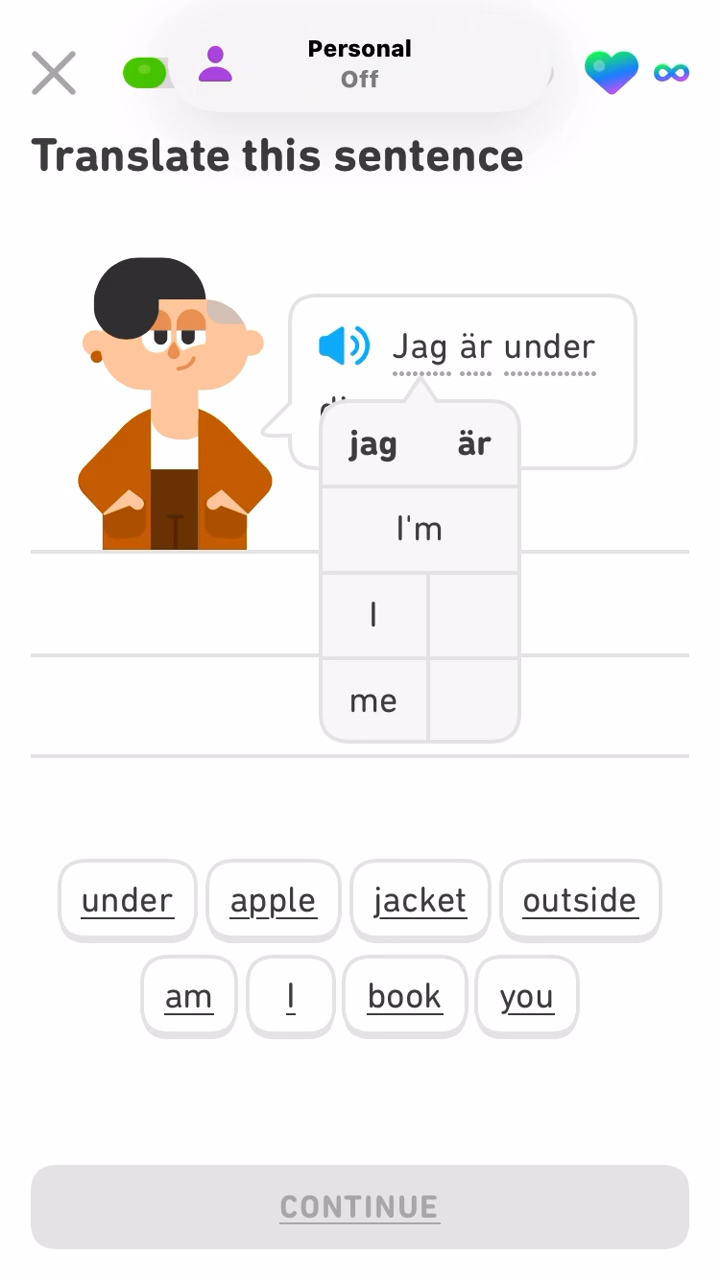 Personal
Off
Translate this sentence
Jag är under
jag är
I'm
I
me
under apple jacket outside
am I book you
CONTINUE